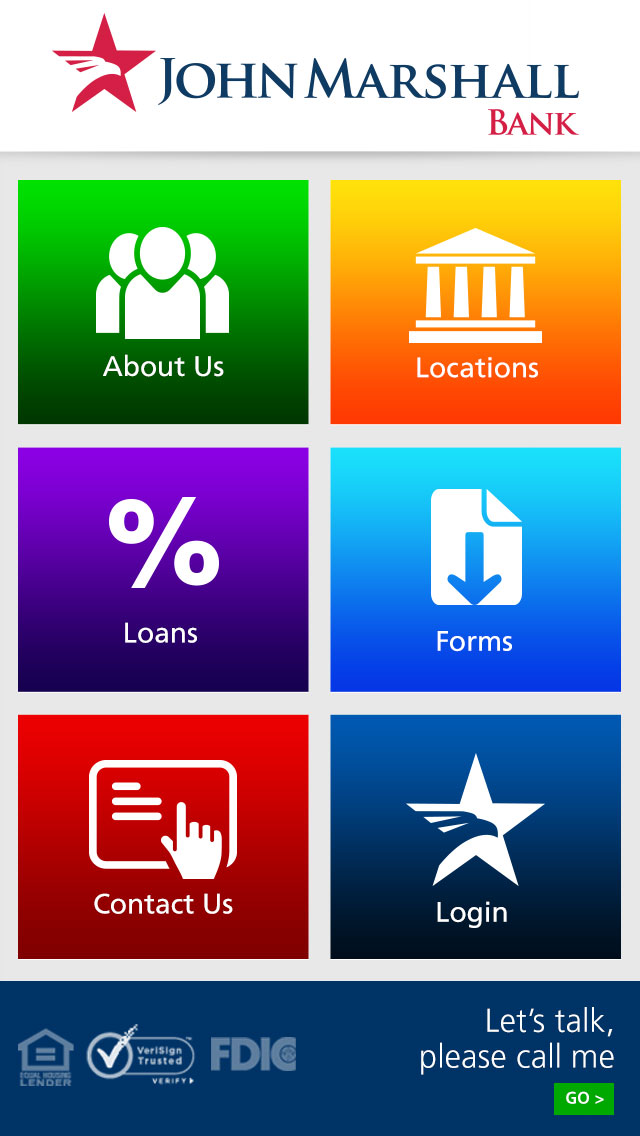 JOHN MARSHALL
BANK
About Us
Locations
%
Loans
Forms
Contact Us
Login
Let's talk,
please call me
GO >
EQUAL HOUSING
LENDER
VeriSign
Trusted
VERIFY
FDIC